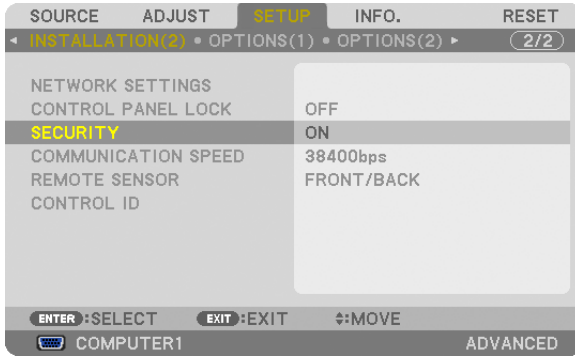 SOURCE ADJUST SETUP INFO. RESET
◂ INSTALLATION(2) • OPTIONS(1) • OPTIONS(2) ▸ 2/2
NETWORK SETTINGS
CONTROL PANEL LOCK OFF
SECURITY ON
COMMUNICATION SPEED 38400bps
REMOTE SENSOR FRONT/BACK
CONTROL ID
ENTER :SELECT EXIT :EXIT ⬍:MOVE
COMPUTER1 ADVANCED